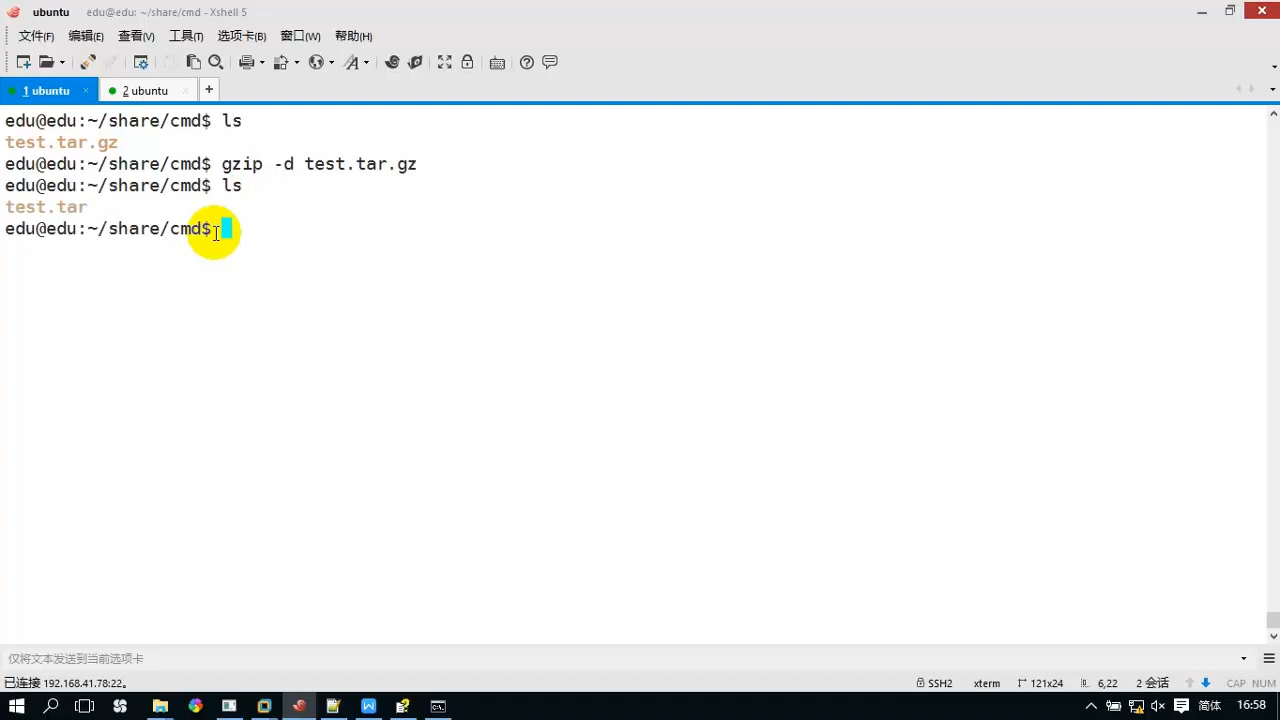 ubuntu edu@edu: ~/share/cmd - Xshell 5
文件(F) 编辑(E) 查看(V) 工具(T) 选项卡(B) 窗口(W) 帮助(H)
1 ubuntu × 2 ubuntu × +
edu@edu:~/share/cmd$ ls
test.tar.gz
edu@edu:~/share/cmd$ gzip -d test.tar.gz
edu@edu:~/share/cmd$ ls
test.tar
edu@edu:~/share/cmd$
仅将文本发送到当前选项卡
已连接 192.168.41.78:22。 SSH2 xterm 121x24 6,22 2 会话 CAP NUM
简体 16:58